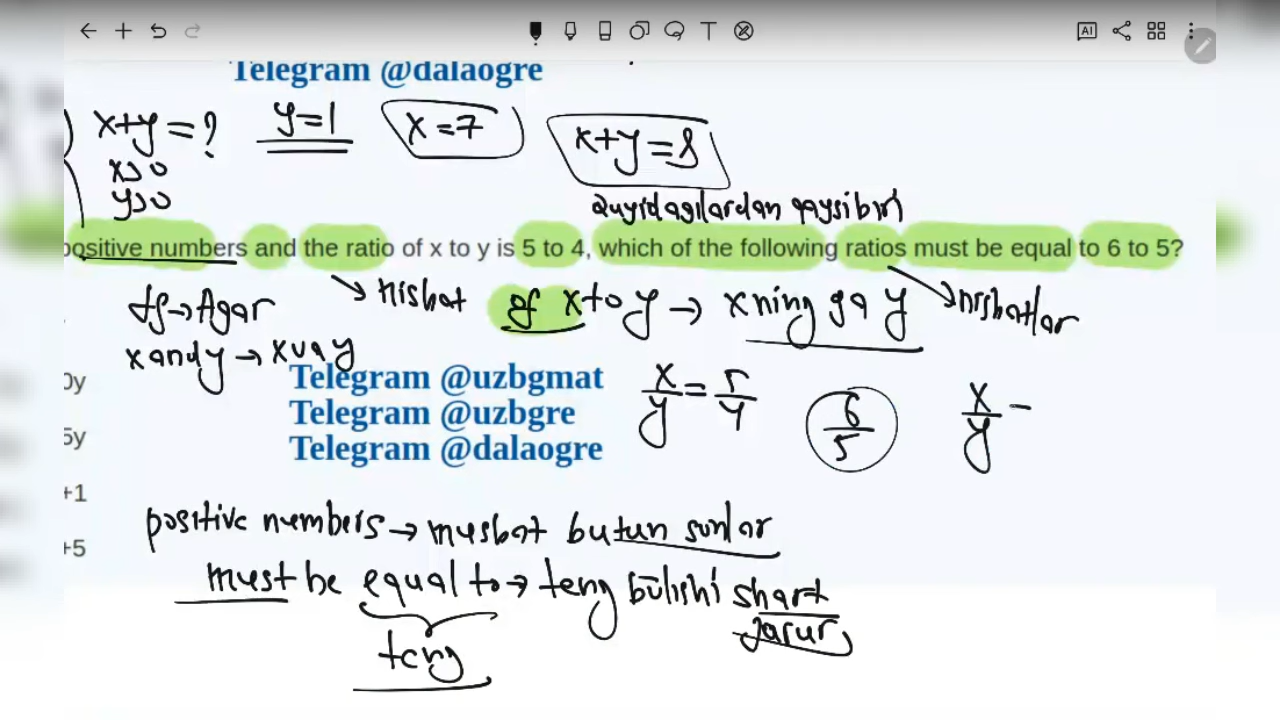 Telegram @dalaogre
x+y=? y=1 x=7 x+y=8
x>0
y>0
quyidagilardan qaysibiri
positive numbers and the ratio of x to y is 5 to 4, which of the following ratios must be equal to 6 to 5?
If→Agar →nisbat of x to y → x ning ga y →nisbatlar
x and y → x va y
0y Telegram @uzbgmat x/y = 5/4 6/5 x/y =
Telegram @uzbgre
5y
Telegram @dalaogre
+1
positive numbers → musbat butun sonlar
+5
must be equal to → teng būlishi shart
zarur
teng